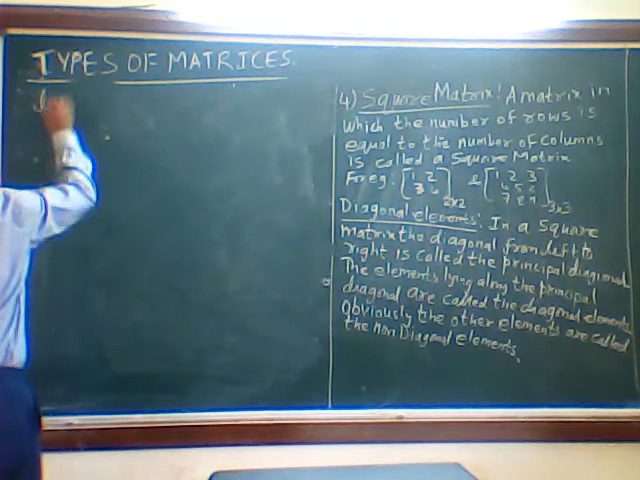 TYPES OF MATRICES
4) Square Matrix: A matrix in
which the number of rows is
equal to the number of columns
is called a Square Matrix
For eg: [1 2 & [1 2 3
3 4] 2x2 4 5 6
7 8 9] 3x3
Diagonal elements: In a Square
matrix the diagonal from left to
right is called the principal diagional
The elements lying along the principal
diagonal are called the diagonal elements
Obviously the other elements are called
the non Diagonal elements.